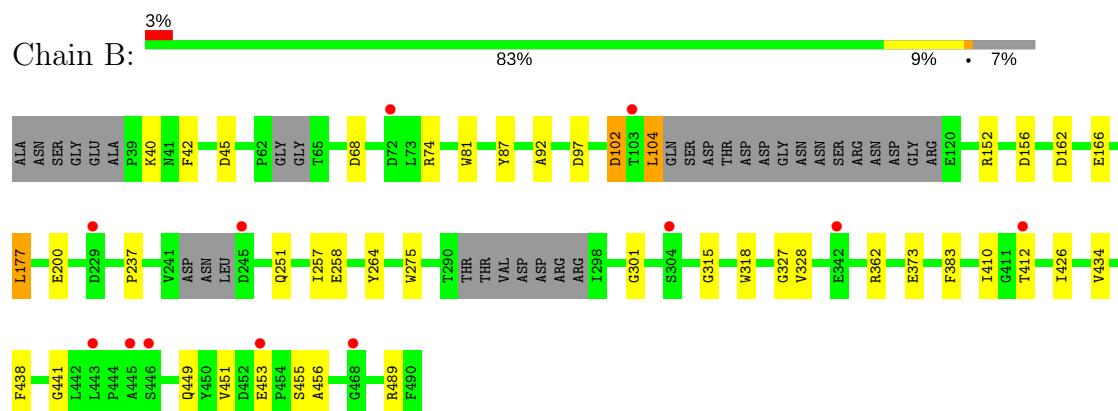 3%
Chain B:
83% 9% • 7%
ALA ASN SER GLY GLU ALA P39 K40 N41 F42 D45 P62 GLY GLY T65 D68 D72 L73 R74 W81 Y87 A92 D97 D102 T103 L104 GLN SER ASP THR ASP ASP GLY ASN ASN SER ARG ASN ASP GLY ARG E120 R152 D156 D162 E166
L177 E200 D229 P237 V241 ASP ASN LEU D245 Q251 I257 E258 Y264 W275 T290 THR THR VAL ASP ASP ARG ARG I298 G301 S304 G315 W318 G327 V328 E342 R362 E373 F383 I410 G411 T412 I426 V434
F438 G441 L442 L443 P444 A445 S446 Q449 Y450 V451 D452 E453 P454 S455 A456 G468 R489 F490